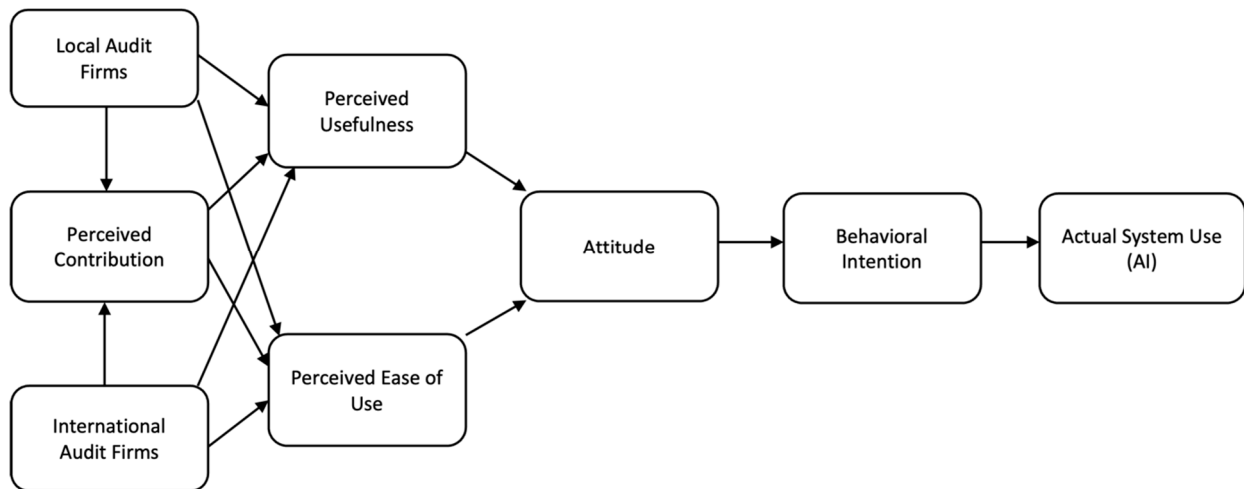 Local Audit
Firms
Perceived
Usefulness
Perceived
Contribution
Attitude
Behavioral
Intention
Actual System Use
(AI)
Perceived Ease of
Use
International
Audit Firms